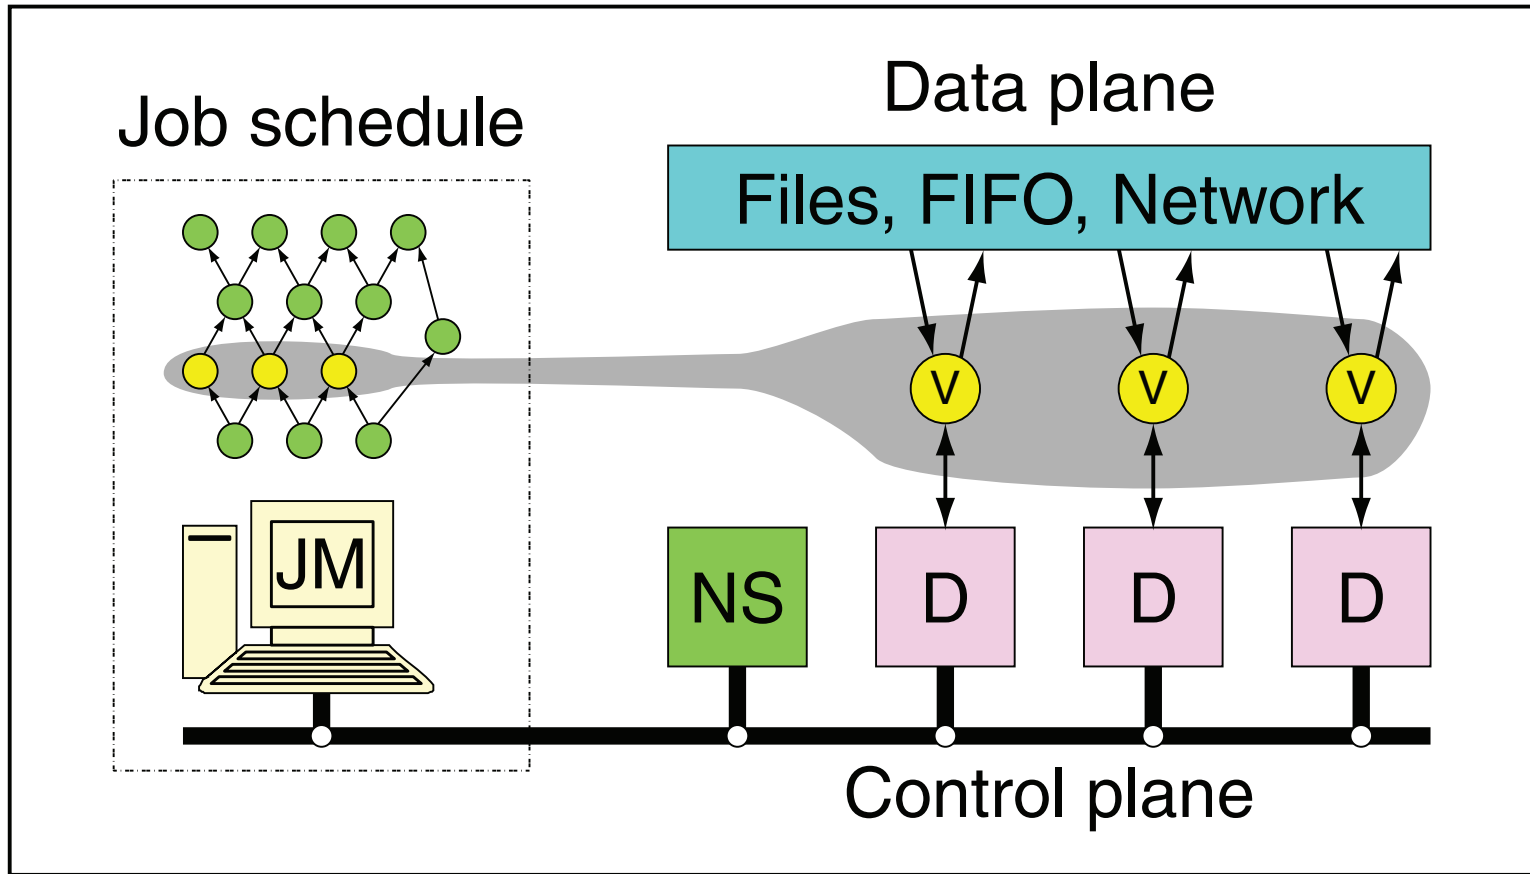 Job schedule
Data plane
Files, FIFO, Network
V V V
JM
NS D D D
Control plane